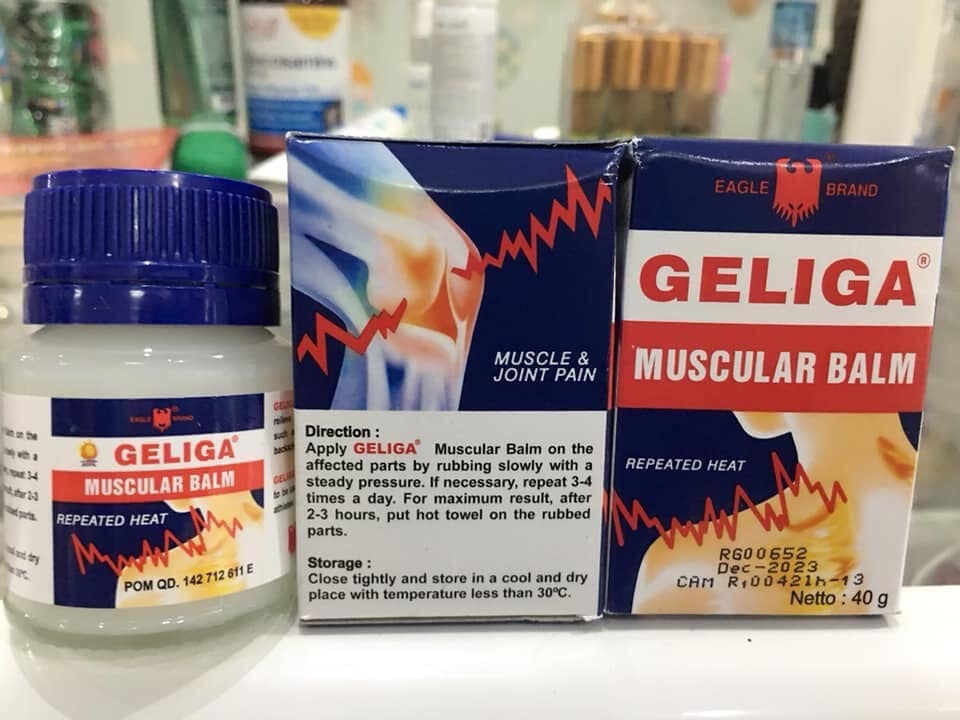 EAGLE BRAND
GELIGA®
MUSCULAR BALM
REPEATED HEAT
POM QD. 142 712 611 E
MUSCLE &
JOINT PAIN
Direction :
Apply GELIGA® Muscular Balm on the
affected parts by rubbing slowly with a
steady pressure. If necessary, repeat 3-4
times a day. For maximum result, after
2-3 hours, put hot towel on the rubbed
parts.
Storage :
Close tightly and store in a cool and dry
place with temperature less than 30ºC.
EAGLE BRAND
GELIGA®
MUSCULAR BALM
REPEATED HEAT
RG00652
Dec-2023
CAM R,00421h-13
Netto : 40 g